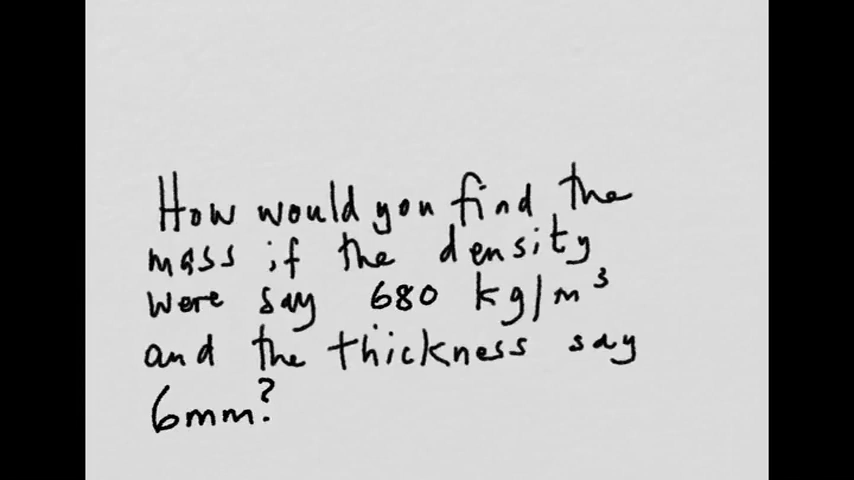 How would you find the
mass if the density
were say 680 kg/m³
and the thickness say
6mm?